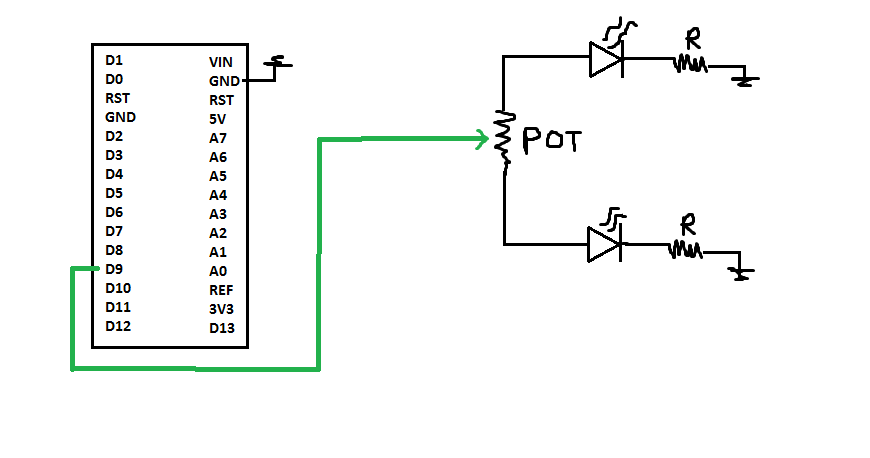 D1
D0
RST
GND
D2
D3
D4
D5
D6
D7
D8
D9
D10
D11
D12
VIN
GND
RST
5V
A7
A6
A5
A4
A3
A2
A1
A0
REF
3V3
D13
POT
R
R